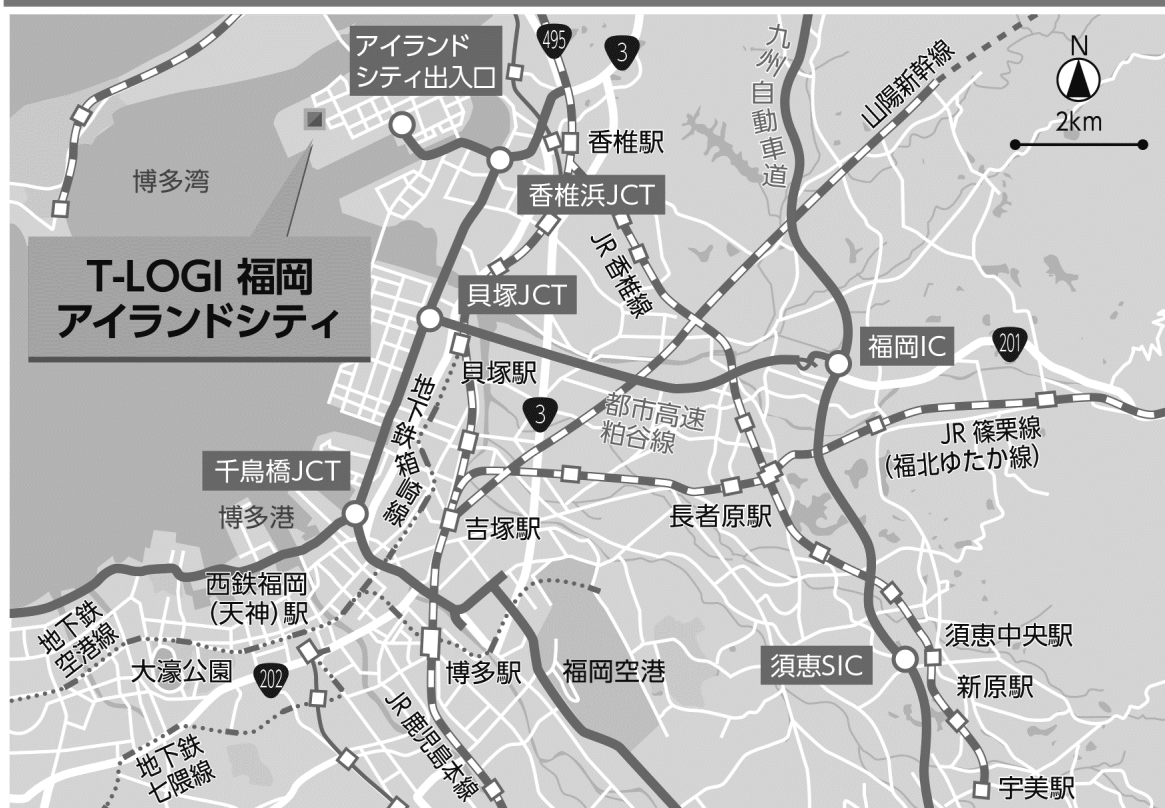 アイランド
シティ出入口
495
3
九州自動車道
山陽新幹線
N
2km
香椎駅
博多湾
香椎浜JCT
JR香椎線
T-LOGI 福岡
アイランドシティ
貝塚JCT
福岡IC
201
貝塚駅
地下鉄箱崎線
3
都市高速
粕谷線
JR篠栗線
(福北ゆたか線)
千鳥橋JCT
博多港
吉塚駅
長者原駅
西鉄福岡
(天神)駅
地下鉄
空港線
大濠公園
202
博多駅
福岡空港
須恵SIC
須恵中央駅
新原駅
JR鹿児島本線
地下鉄
七隈線
宇美駅